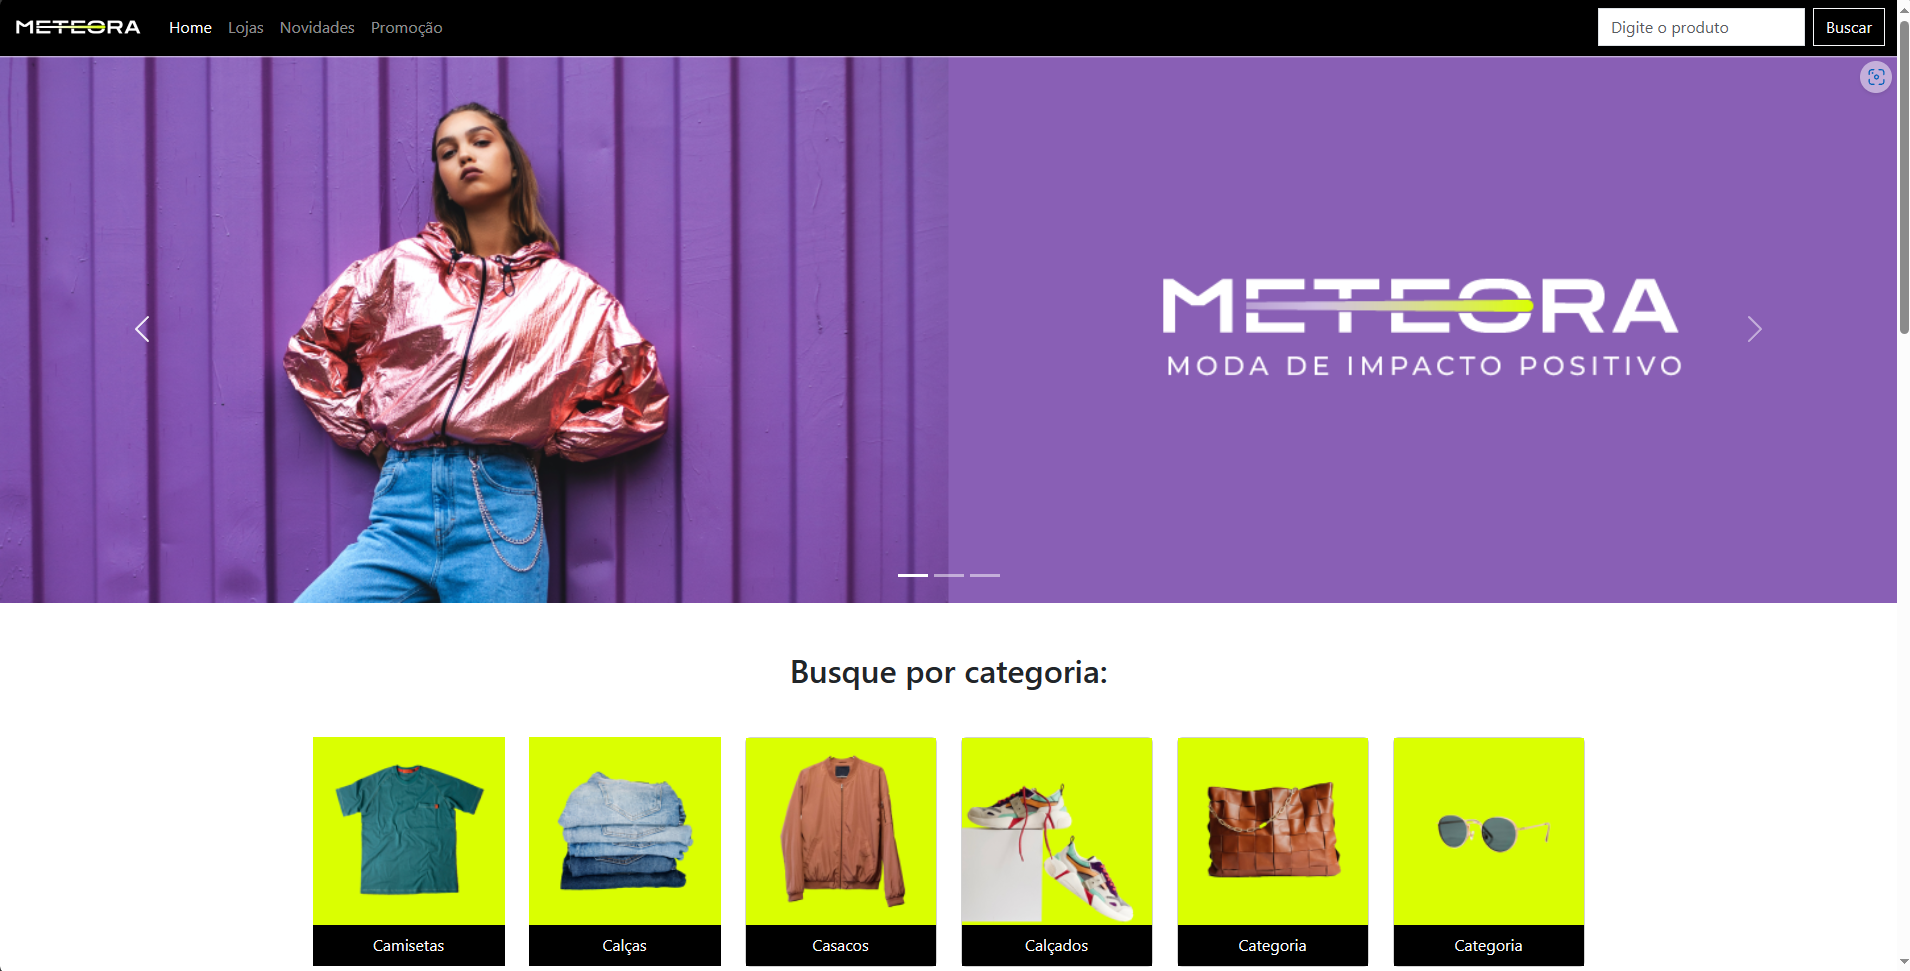 METEORA Home Lojas Novidades Promoção Digite o produto Buscar
METEORA
MODA DE IMPACTO POSITIVO
Busque por categoria:
Camisetas Calças Casacos Calçados Categoria Categoria